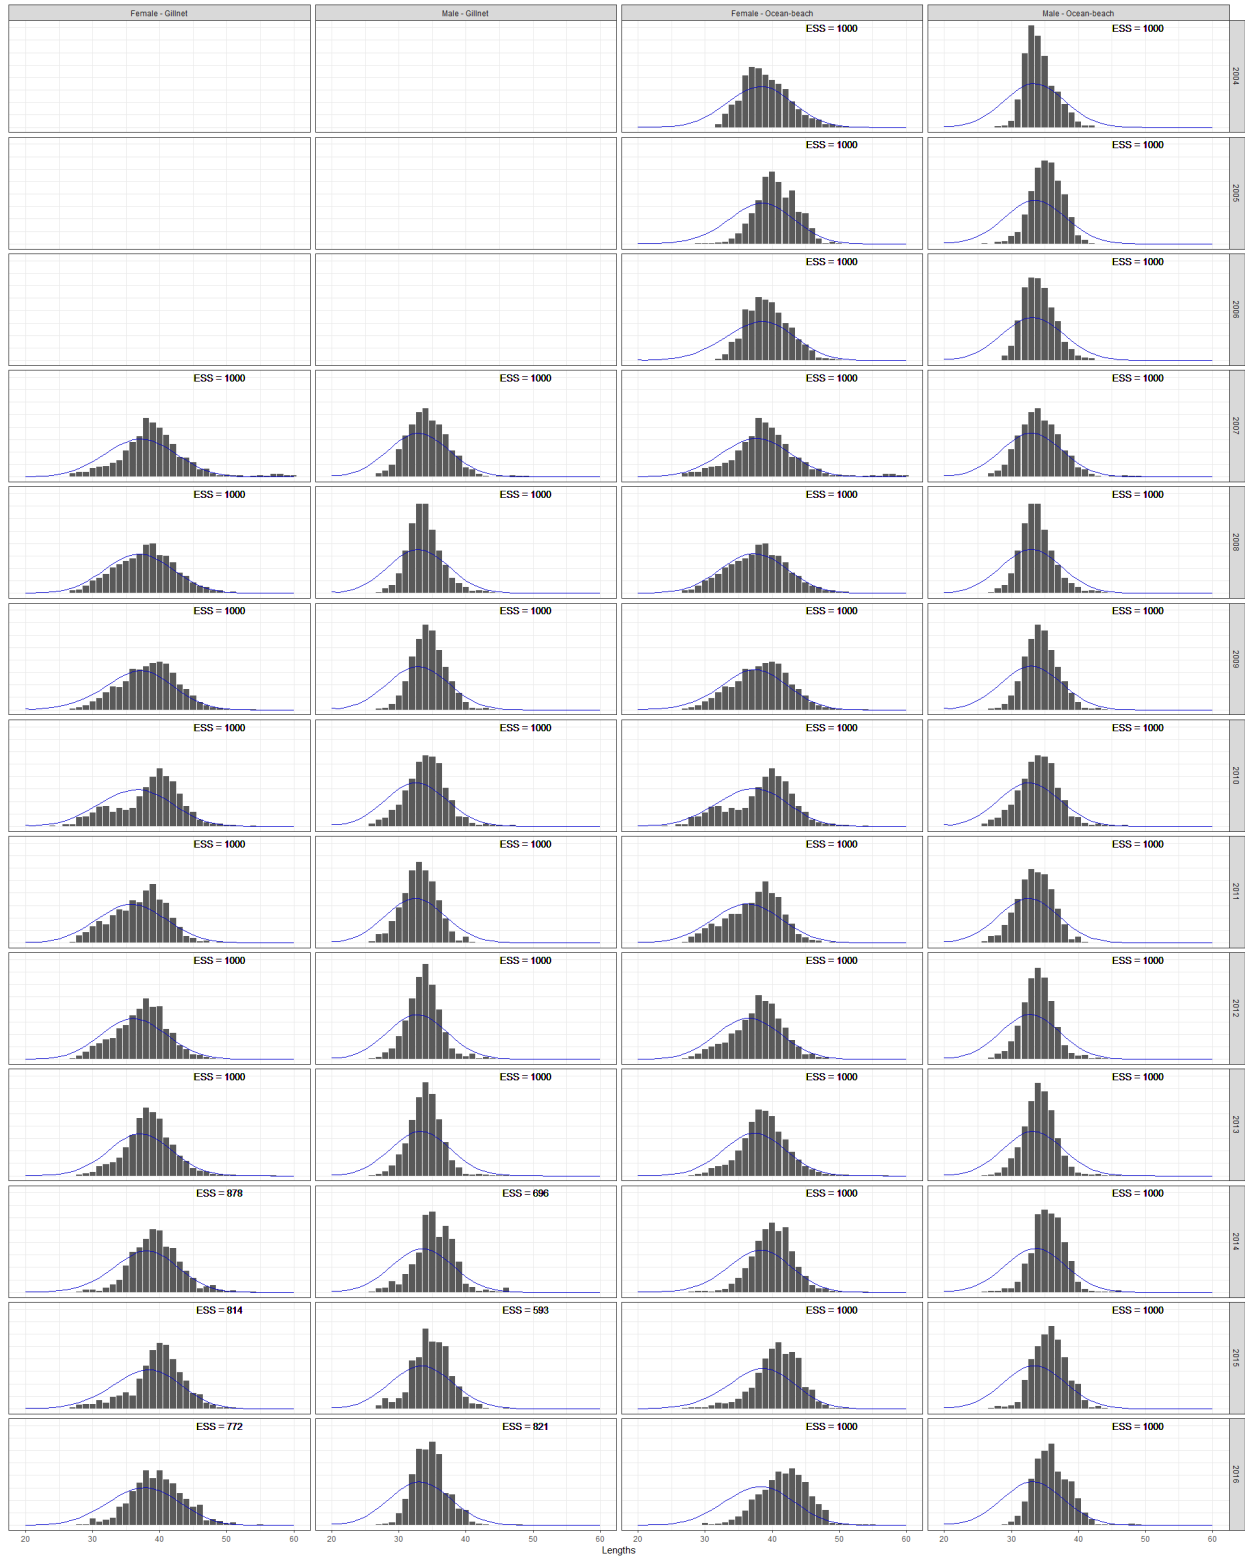 Female - Gillnet Male - Gillnet Female - Ocean-beach Male - Ocean-beach
ESS = 1000 ESS = 1000 2004
ESS = 1000 ESS = 1000 2005
ESS = 1000 ESS = 1000 2006
ESS = 1000 ESS = 1000 ESS = 1000 ESS = 1000 2007
ESS = 1000 ESS = 1000 ESS = 1000 ESS = 1000 2008
ESS = 1000 ESS = 1000 ESS = 1000 ESS = 1000 2009
ESS = 1000 ESS = 1000 ESS = 1000 ESS = 1000 2010
ESS = 1000 ESS = 1000 ESS = 1000 ESS = 1000 2011
ESS = 1000 ESS = 1000 ESS = 1000 ESS = 1000 2012
ESS = 1000 ESS = 1000 ESS = 1000 ESS = 1000 2013
ESS = 878 ESS = 696 ESS = 1000 ESS = 1000 2014
ESS = 814 ESS = 593 ESS = 1000 ESS = 1000 2015
ESS = 772 ESS = 821 ESS = 1000 ESS = 1000 2016
20 30 40 50 60 20 30 40 50 60 20 30 40 50 60 20 30 40 50 60
Lengths